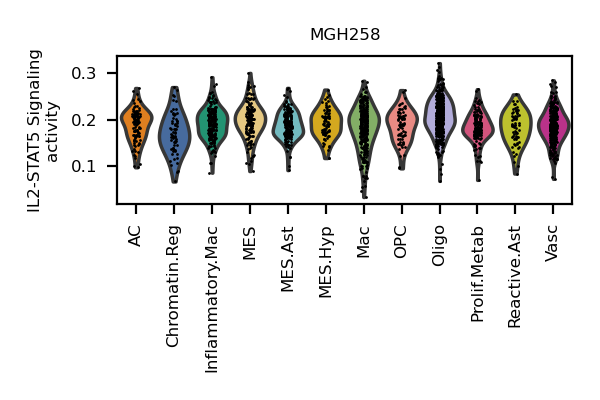 MGH258
IL2-STAT5 Signaling
activity
0.3
0.2
0.1
AC
Chromatin.Reg
Inflammatory.Mac
MES
MES.Ast
MES.Hyp
Mac
OPC
Oligo
Prolif.Metab
Reactive.Ast
Vasc